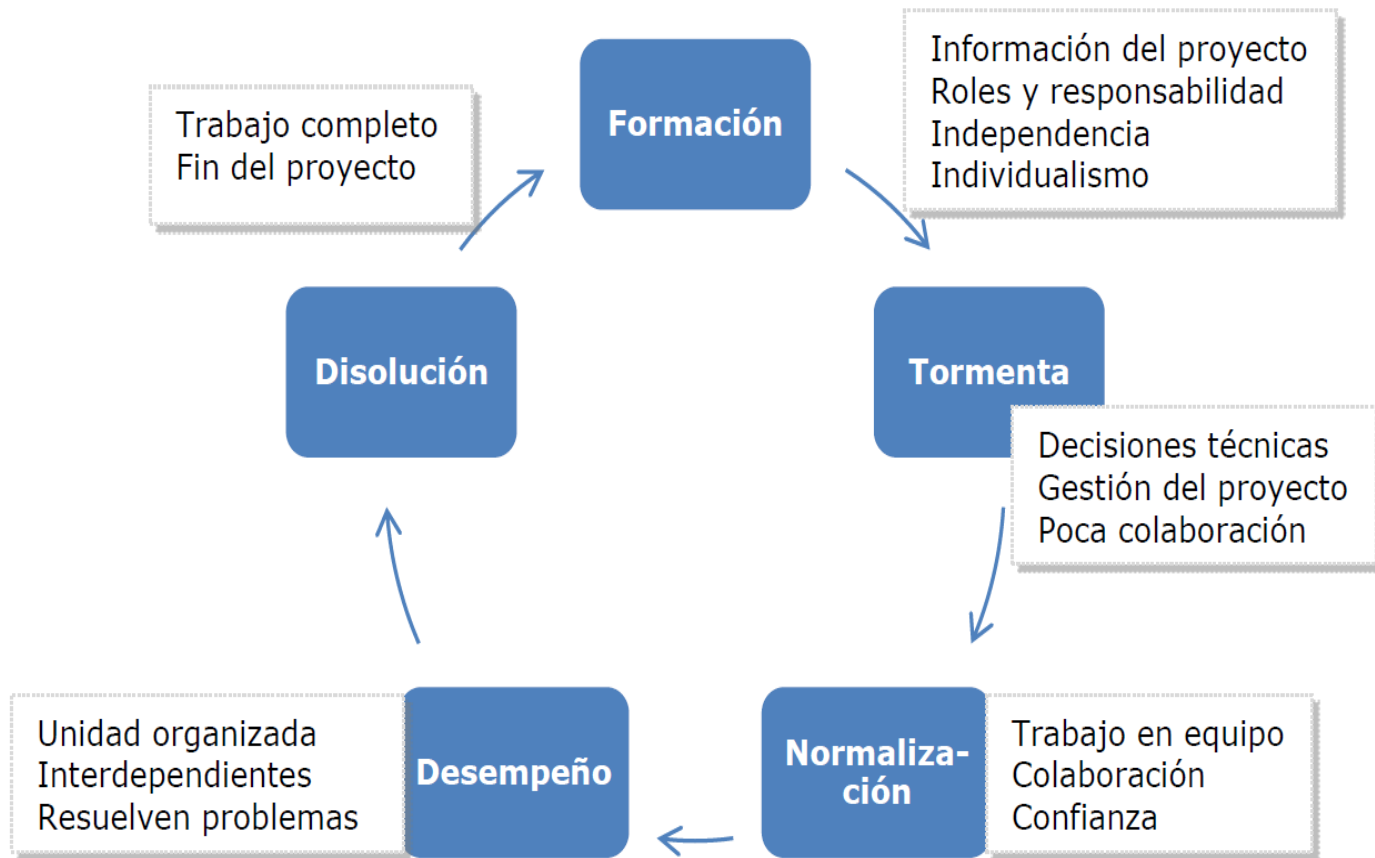 Formación
Información del proyecto
Roles y responsabilidad
Independencia
Individualismo
Tormenta
Decisiones técnicas
Gestión del proyecto
Poca colaboración
Normaliza-
ción
Trabajo en equipo
Colaboración
Confianza
Desempeño
Unidad organizada
Interdependientes
Resuelven problemas
Disolución
Trabajo completo
Fin del proyecto